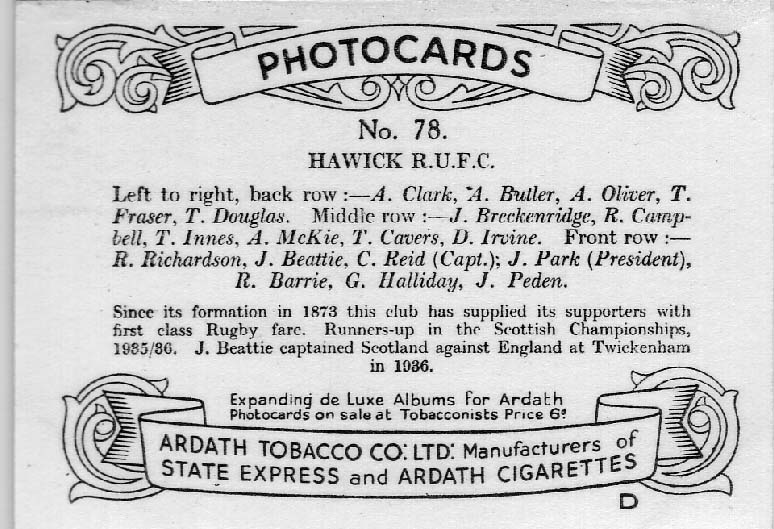 PHOTOCARDS
No. 78.
HAWICK R.U.F.C.
Left to right, back row :—A. Clark, A. Butler, A. Oliver, T.
Fraser, T. Douglas. Middle row :—J. Breckenridge, R. Camp-
bell, T. Innes, A. McKie, T. Cavers, D. Irvine. Front row :—
R. Richardson, J. Beattie, C. Reid (Capt.); J. Park (President),
R. Barrie, G. Halliday, J. Peden.
Since its formation in 1873 this club has supplied its supporters with
first class Rugby fare. Runners-up in the Scottish Championships,
1935/36. J. Beattie captained Scotland against England at Twickenham
in 1936.
Expanding de Luxe Albums for Ardath
Photocards on sale at Tobacconists Price 6ᵈ
ARDATH TOBACCO CO: LTD: Manufacturers of
STATE EXPRESS and ARDATH CIGARETTES
D